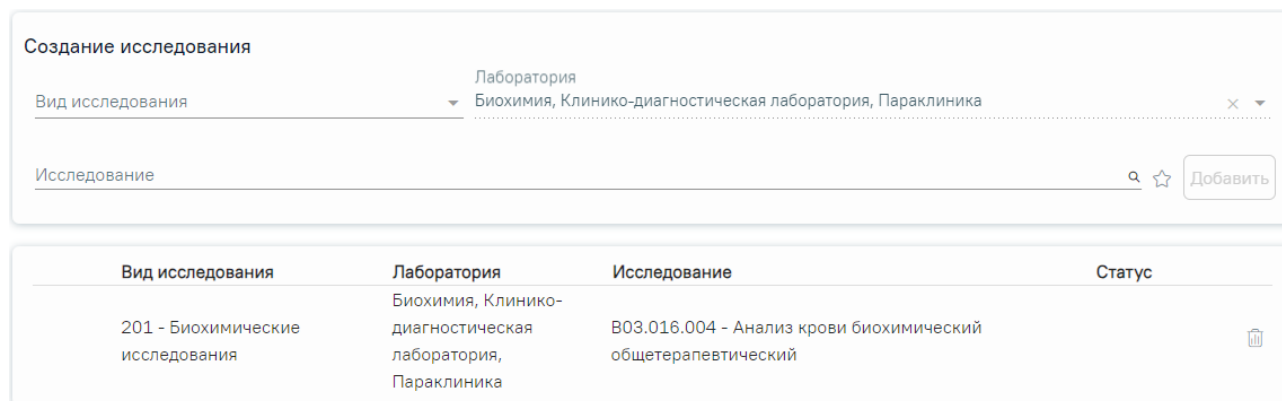 Создание исследования
Лаборатория
Вид исследования
Биохимия, Клинико-диагностическая лаборатория, Параклиника
Исследование
Добавить
Вид исследования Лаборатория Исследование Статус
201 - Биохимические
исследования
Биохимия, Клинико-
диагностическая
лаборатория,
Параклиника
B03.016.004 - Анализ крови биохимический
общетерапевтический